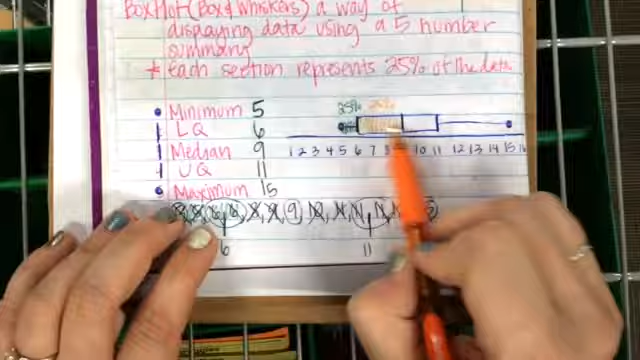 BoxPlot (Box & Whiskers) a way of
displaying data using a 5 number
summary
* each section represents 25% of the data
Minimum 5
LQ 6
Median 9
UQ 11
Maximum 15
25% 25%
1 2 3 4 5 6 7 8 10 11 12 13 14 15 16
9
6 11